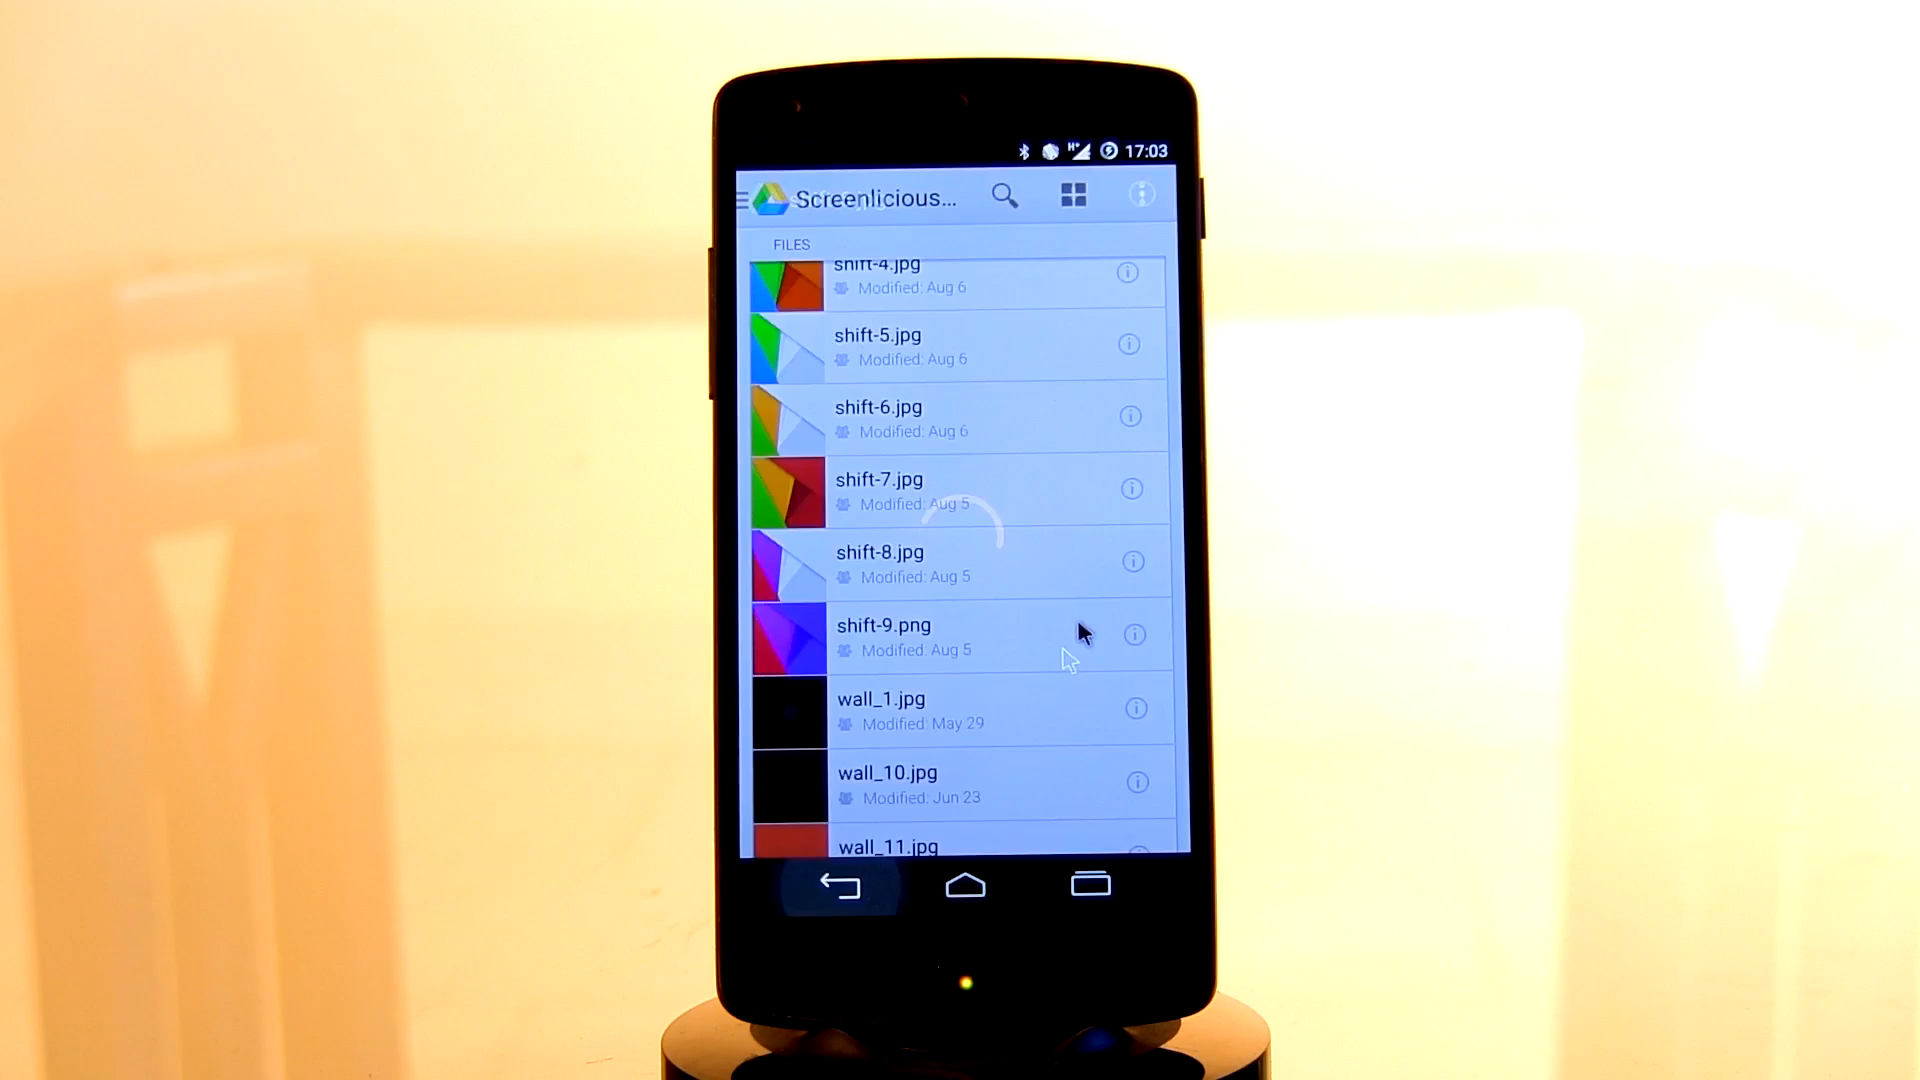 H+ 17:03
Screenlicious...
FILES
shift-4.jpg
Modified: Aug 6
shift-5.jpg
Modified: Aug 6
shift-6.jpg
Modified: Aug 6
shift-7.jpg
Modified: Aug 5
shift-8.jpg
Modified: Aug 5
shift-9.png
Modified: Aug 5
wall_1.jpg
Modified: May 29
wall_10.jpg
Modified: Jun 23
wall_11.jpg